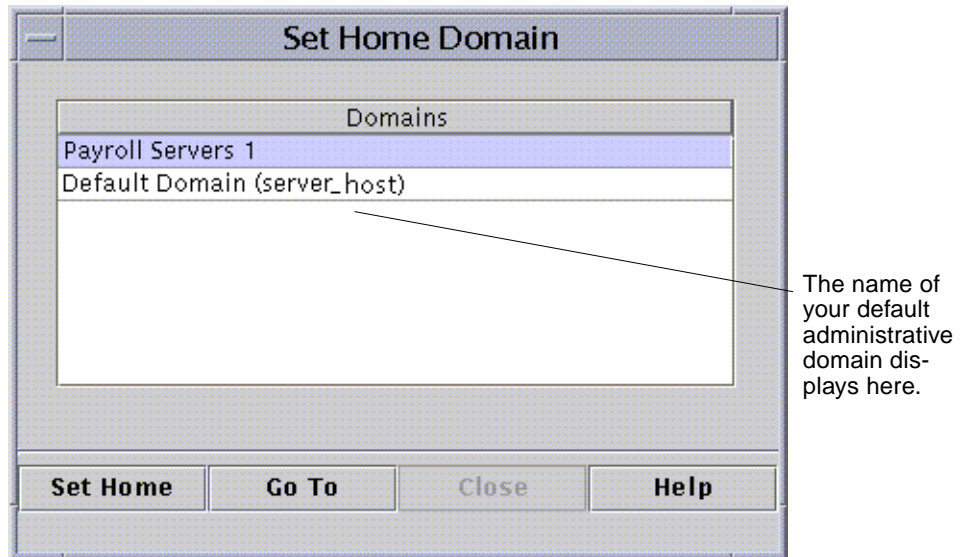 Set Home Domain
Domains
Payroll Servers 1
Default Domain (server_host)
The name of
your default
administrative
domain dis-
plays here.
Set Home
Go To
Close
Help